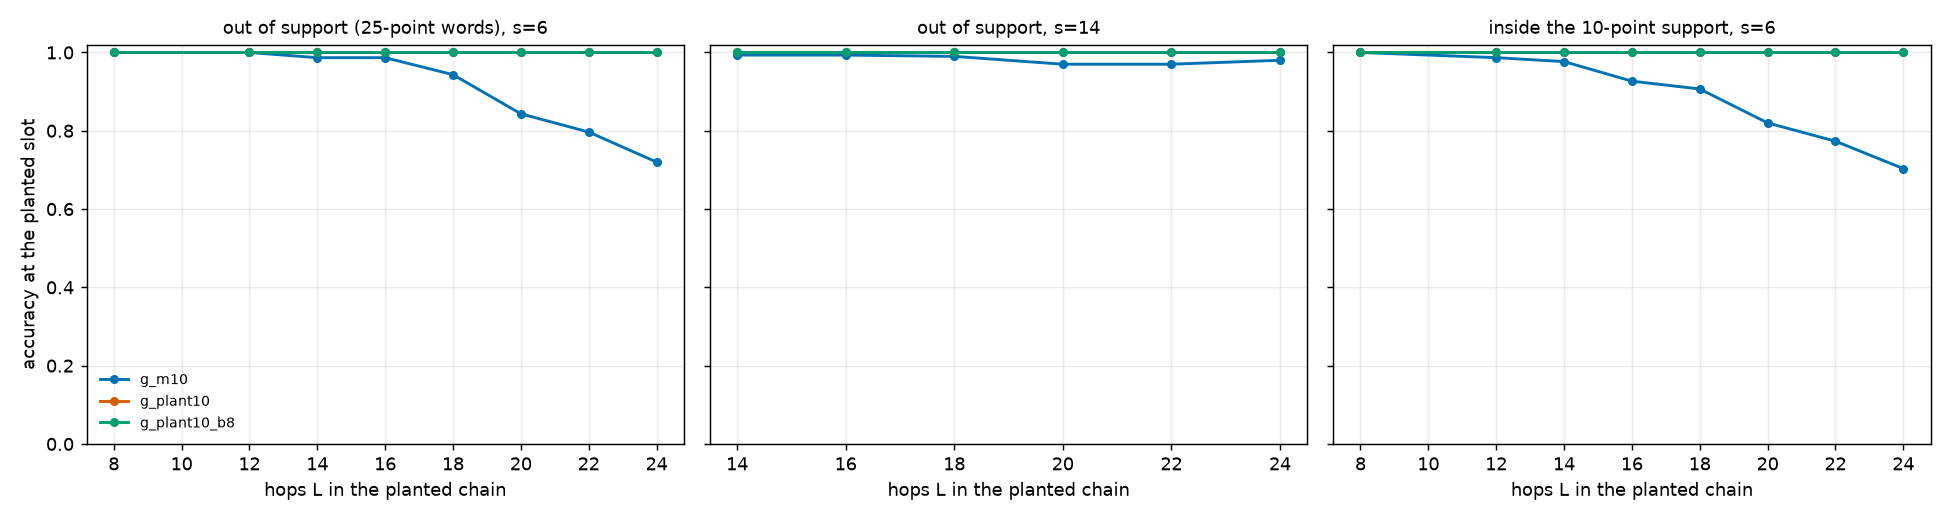 out of support (25-point words), s=6
out of support, s=14
inside the 10-point support, s=6
accuracy at the planted slot
1.0
0.8
0.6
0.4
0.2
0.0
g_m10
g_plant10
g_plant10_b8
8 10 12 14 16 18 20 22 24
14 16 18 20 22 24
8 10 12 14 16 18 20 22 24
hops L in the planted chain
hops L in the planted chain
hops L in the planted chain